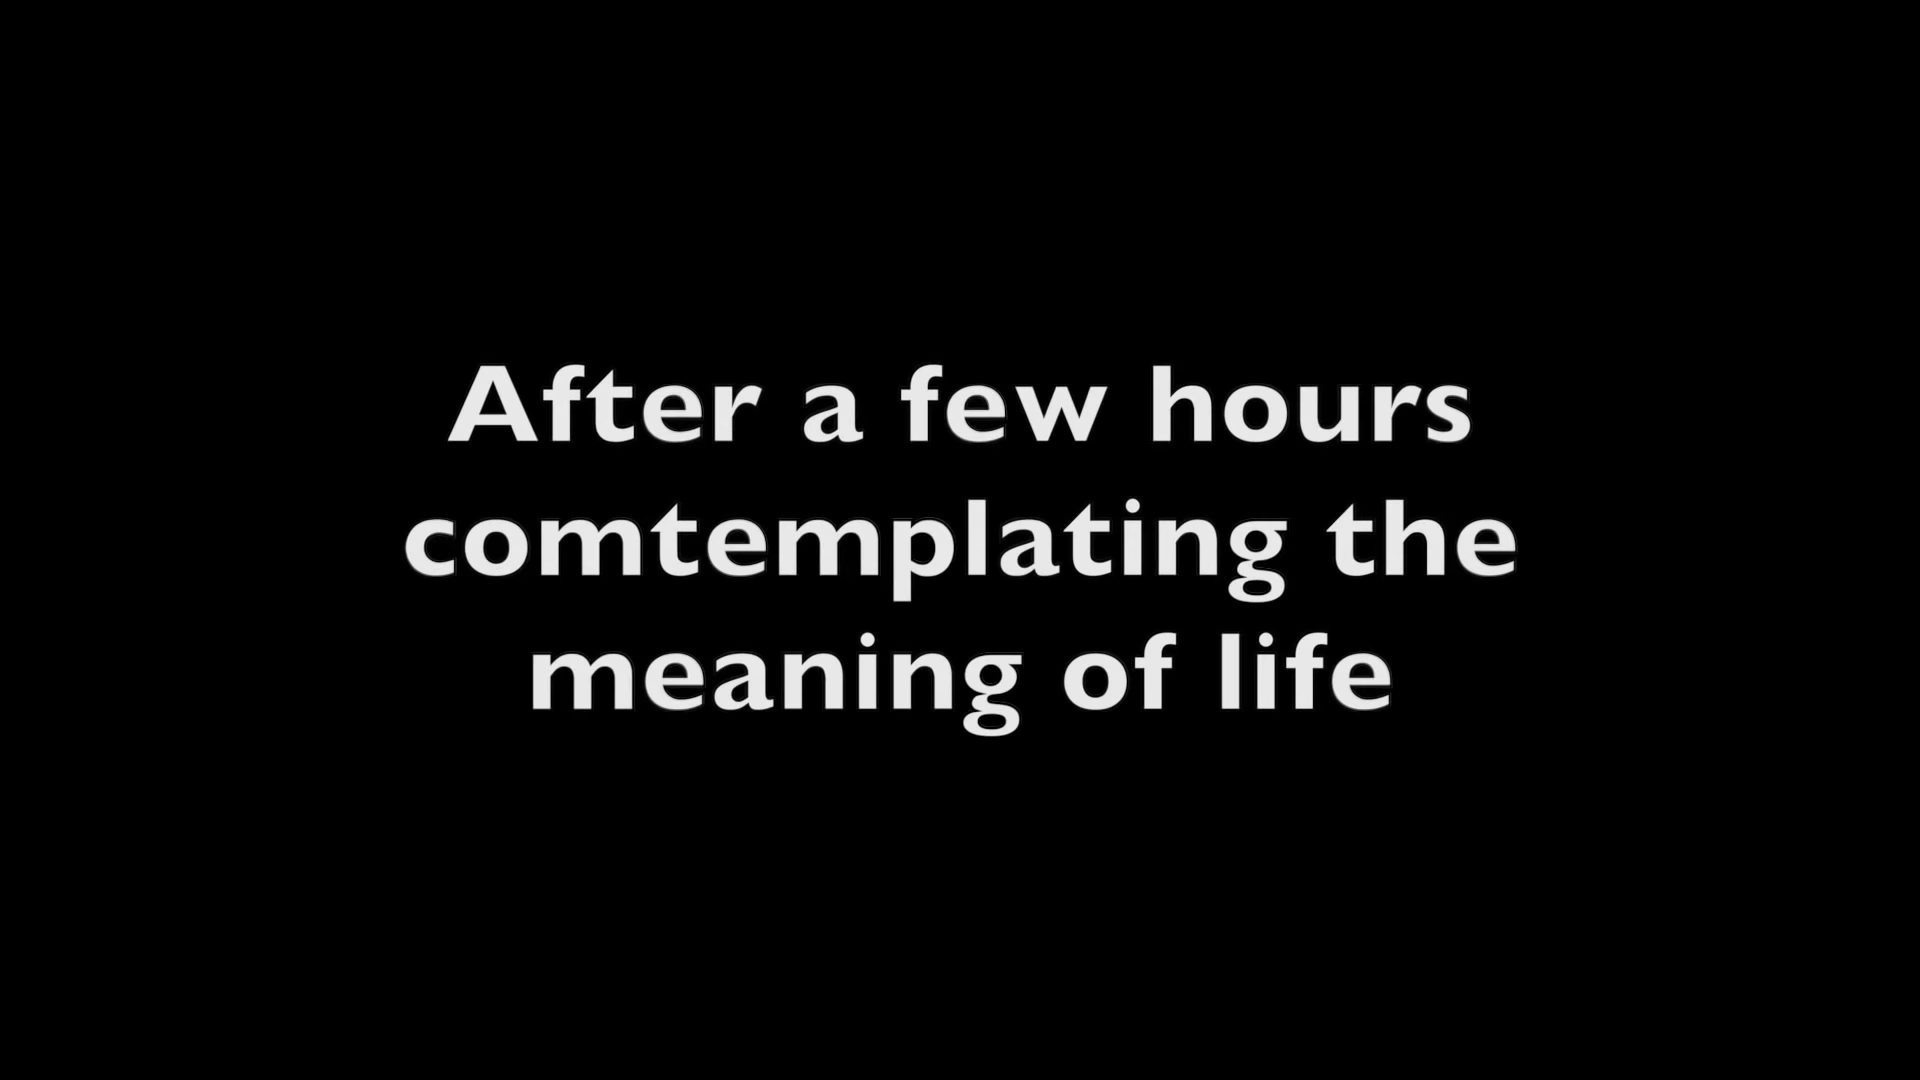 After a few hours
comtemplating the
meaning of life